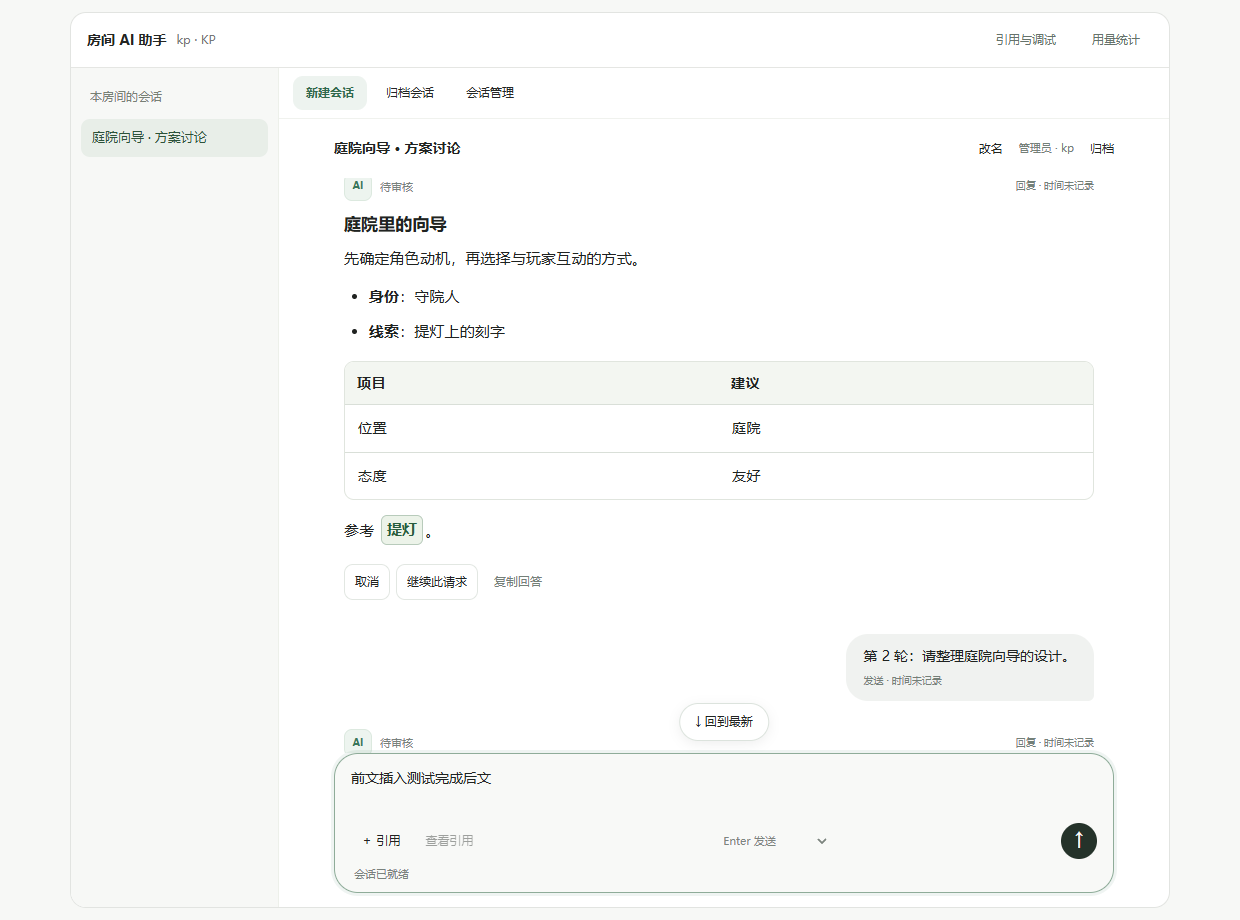 房间 AI 助手 kp · KP
引用与调试 用量统计
本房间的会话
庭院向导 · 方案讨论
新建会话 归档会话 会话管理
庭院向导 • 方案讨论
改名 管理员 · kp 归档
AI 待审核
回复 · 时间未记录
庭院里的向导
先确定角色动机，再选择与玩家互动的方式。
• 身份：守院人
• 线索：提灯上的刻字
项目 建议
位置 庭院
态度 友好
参考 提灯 。
取消 继续此请求 复制回答
第 2 轮：请整理庭院向导的设计。
发送 · 时间未记录
↓ 回到最新
AI 待审核
回复 · 时间未记录
前文插入测试完成后文
+ 引用 查看引用 Enter 发送
会话已就绪